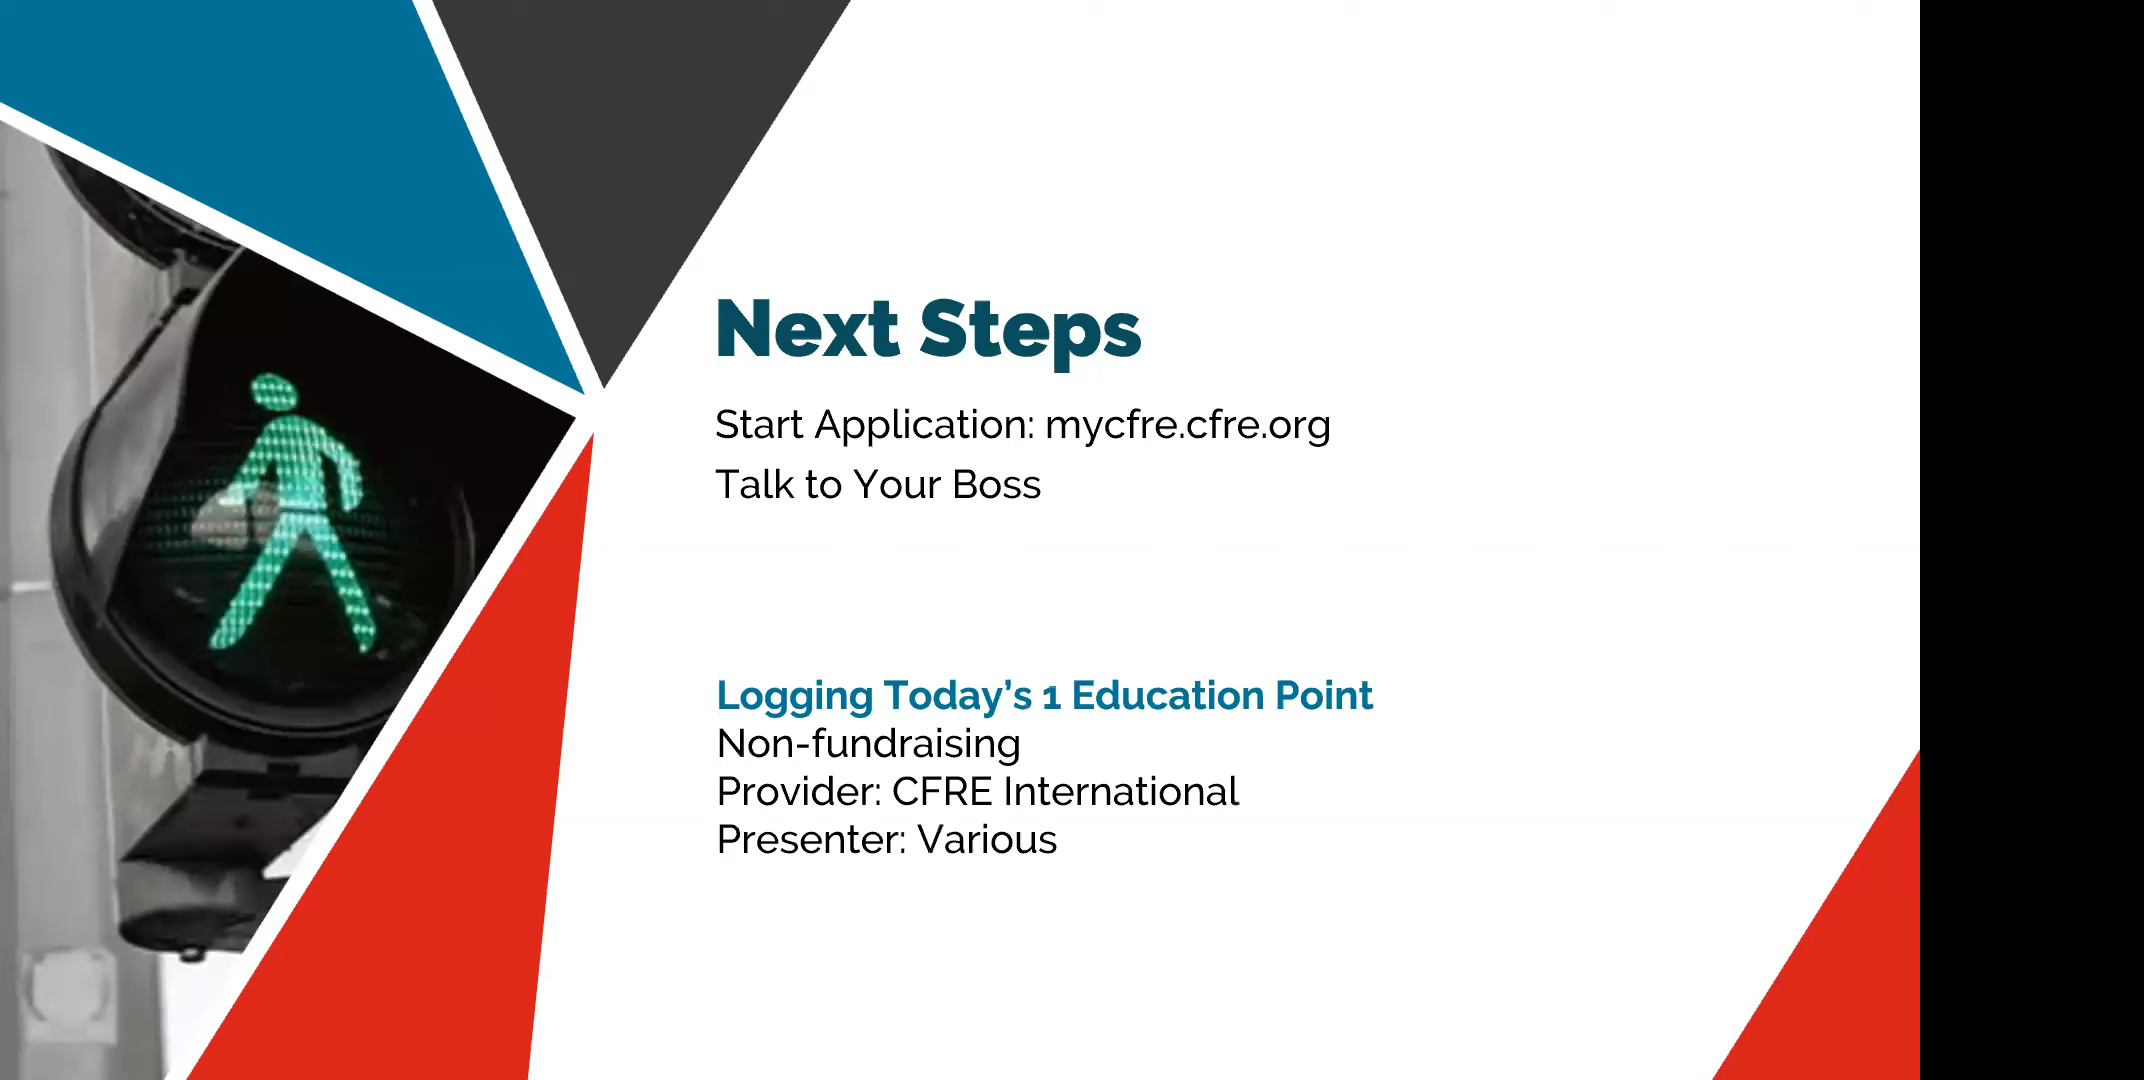 Next Steps
Start Application: mycfre.cfre.org
Talk to Your Boss
Logging Today’s 1 Education Point
Non-fundraising
Provider: CFRE International
Presenter: Various